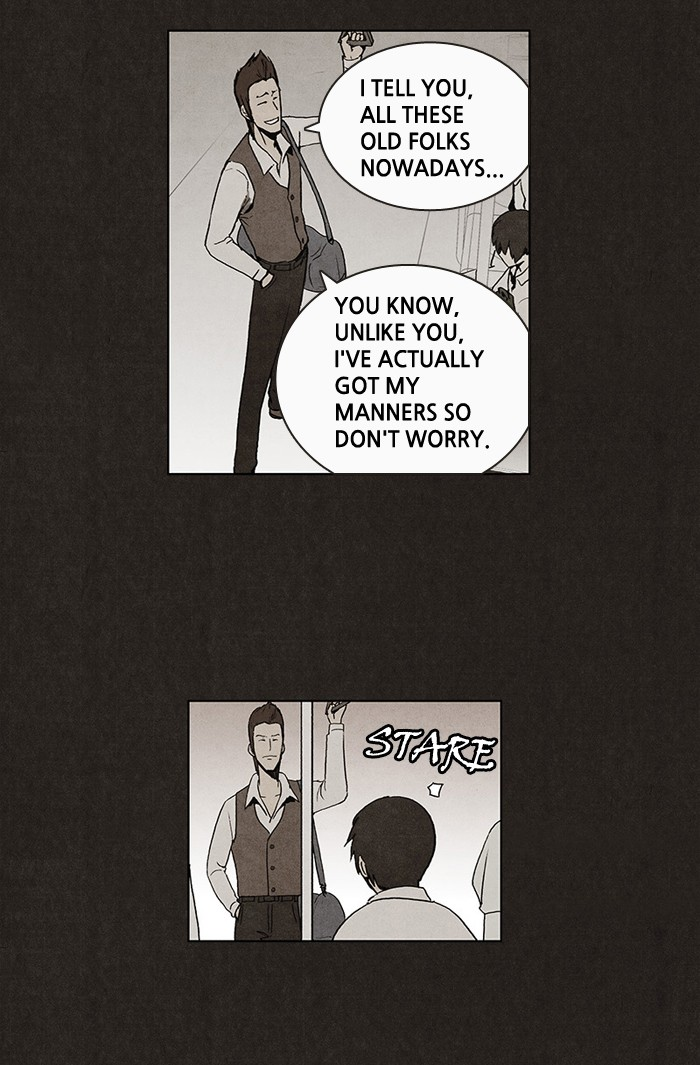 I TELL YOU,
ALL THESE
OLD FOLKS
NOWADAYS...
YOU KNOW,
UNLIKE YOU,
I'VE ACTUALLY
GOT MY
MANNERS SO
DON'T WORRY.
STARE